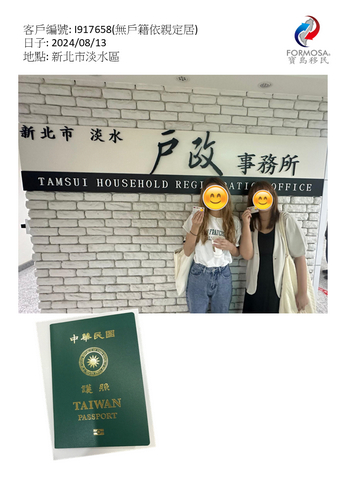 客戶編號: I917658(無戶籍依親定居)
日子: 2024/08/13
地點: 新北市淡水區
FORMOSA®
寶島移民
新北市 淡水 戶政 事務所
TAMSUI HOUSEHOLD REGISTRATION OFFICE
中華民國
護照
TAIWAN
PASSPORT